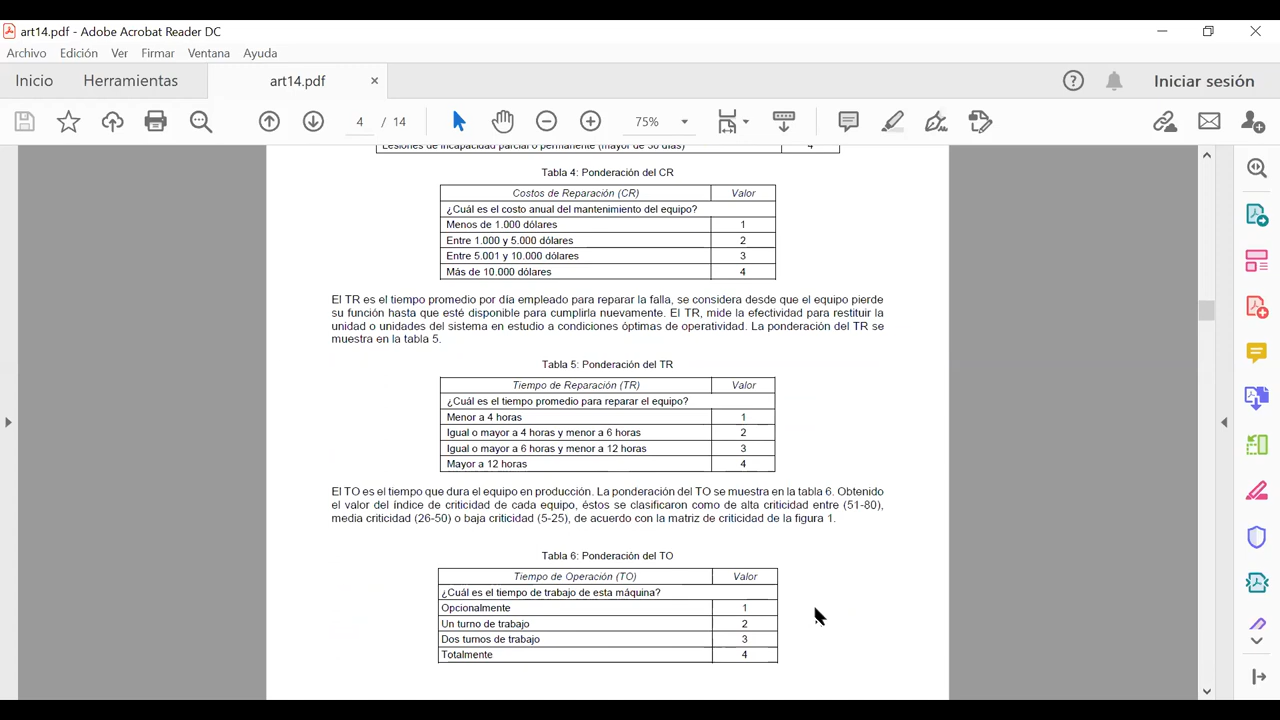 art14.pdf - Adobe Acrobat Reader DC
Archivo Edición Ver Firmar Ventana Ayuda
Inicio Herramientas art14.pdf × Iniciar sesión
4 / 14 75%
Lesiones de incapacidad parcial o permanente (mayor de 30 días) 4
Tabla 4: Ponderación del CR
Costos de Reparación (CR) Valor
¿Cuál es el costo anual del mantenimiento del equipo?
Menos de 1.000 dólares 1
Entre 1.000 y 5.000 dólares 2
Entre 5.001 y 10.000 dólares 3
Más de 10.000 dólares 4
El TR es el tiempo promedio por día empleado para reparar la falla, se considera desde que el equipo pierde
su función hasta que esté disponible para cumplirla nuevamente. El TR, mide la efectividad para restituir la
unidad o unidades del sistema en estudio a condiciones óptimas de operatividad. La ponderación del TR se
muestra en la tabla 5.
Tabla 5: Ponderación del TR
Tiempo de Reparación (TR) Valor
¿Cuál es el tiempo promedio para reparar el equipo?
Menor a 4 horas 1
Igual o mayor a 4 horas y menor a 6 horas 2
Igual o mayor a 6 horas y menor a 12 horas 3
Mayor a 12 horas 4
El TO es el tiempo que dura el equipo en producción. La ponderación del TO se muestra en la tabla 6. Obtenido
el valor del índice de criticidad de cada equipo, éstos se clasificaron como de alta criticidad entre (51-80),
media criticidad (26-50) o baja criticidad (5-25), de acuerdo con la matriz de criticidad de la figura 1.
Tabla 6: Ponderación del TO
Tiempo de Operación (TO) Valor
¿Cuál es el tiempo de trabajo de esta máquina?
Opcionalmente 1
Un turno de trabajo 2
Dos turnos de trabajo 3
Totalmente 4